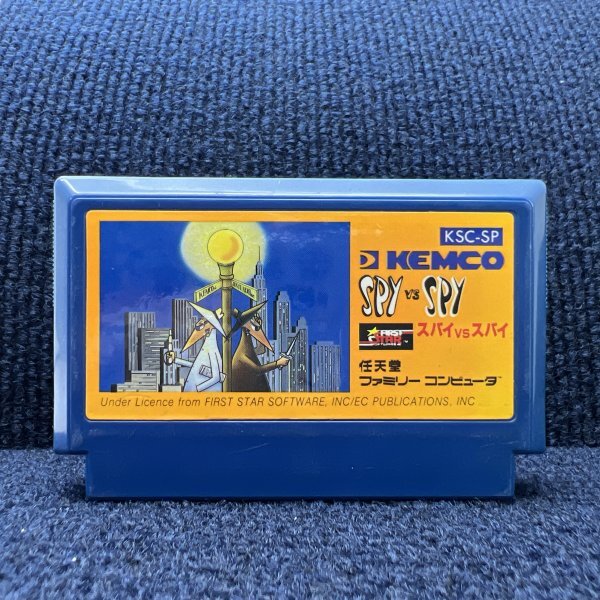 KSC-SP
KEMCO
SPY vs SPY
FIRST
STAR
スパイvsスパイ
任天堂
ファミリー コンピュータ
Under Licence from FIRST STAR SOFTWARE, INC/EC PUBLICATIONS, INC